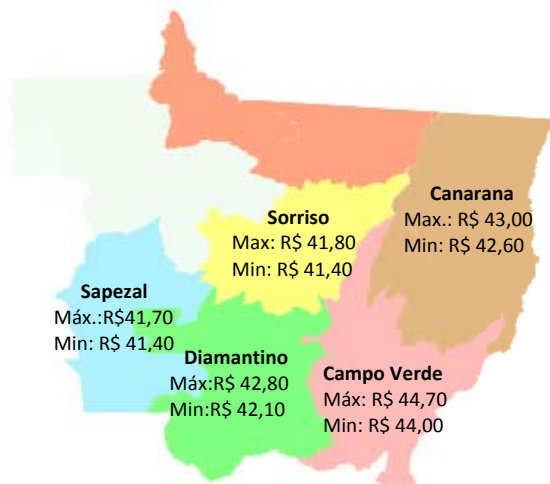 Canarana
Max.: R$ 43,00
Min: R$ 42,60
Sorriso
Max: R$ 41,80
Min: R$ 41,40
Sapezal
Máx.:R$41,70
Min: R$ 41,40
Diamantino
Máx:R$ 42,80
Min:R$ 42,10
Campo Verde
Máx: R$ 44,70
Min: R$ 44,00